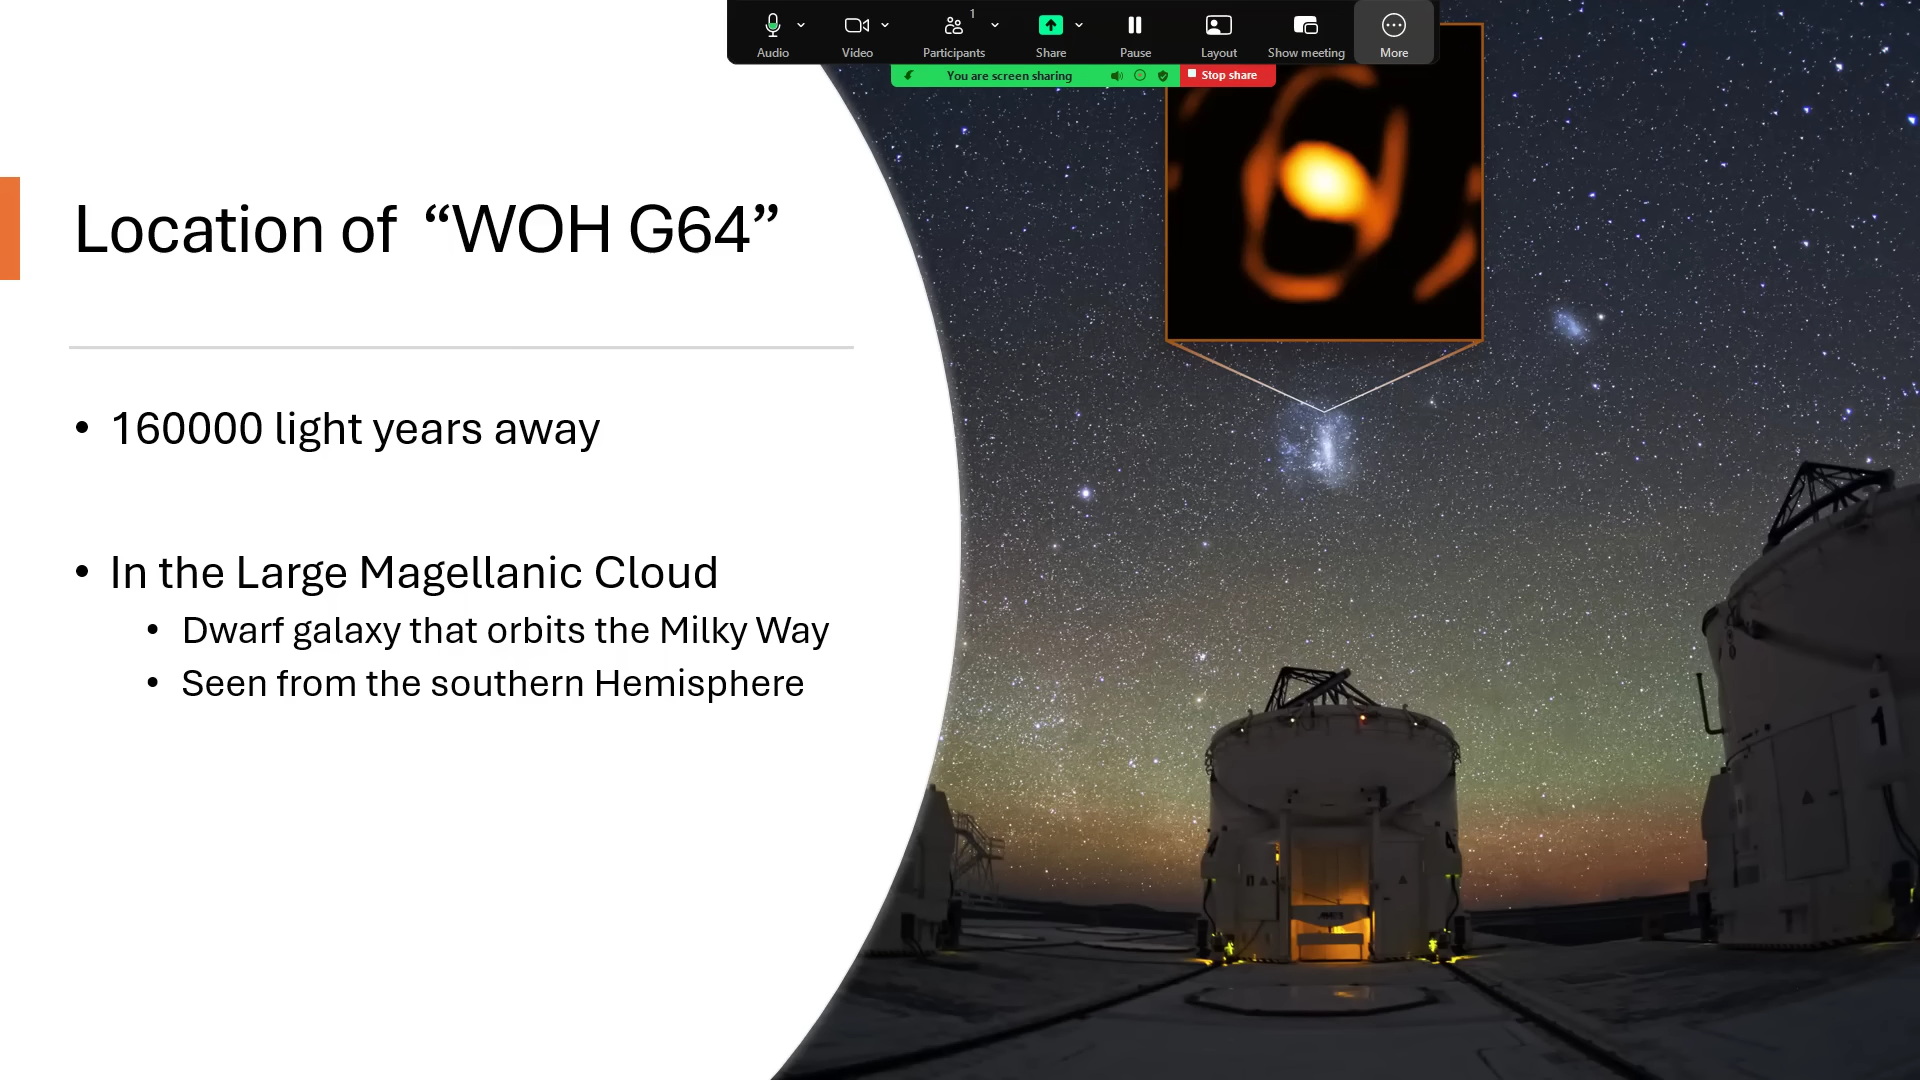 1
Audio
Video
Participants
Share
Pause
Layout
Show meeting
More
You are screen sharing
Stop share
Location of “WOH G64”
• 160000 light years away
• In the Large Magellanic Cloud
• Dwarf galaxy that orbits the Milky Way
• Seen from the southern Hemisphere
1